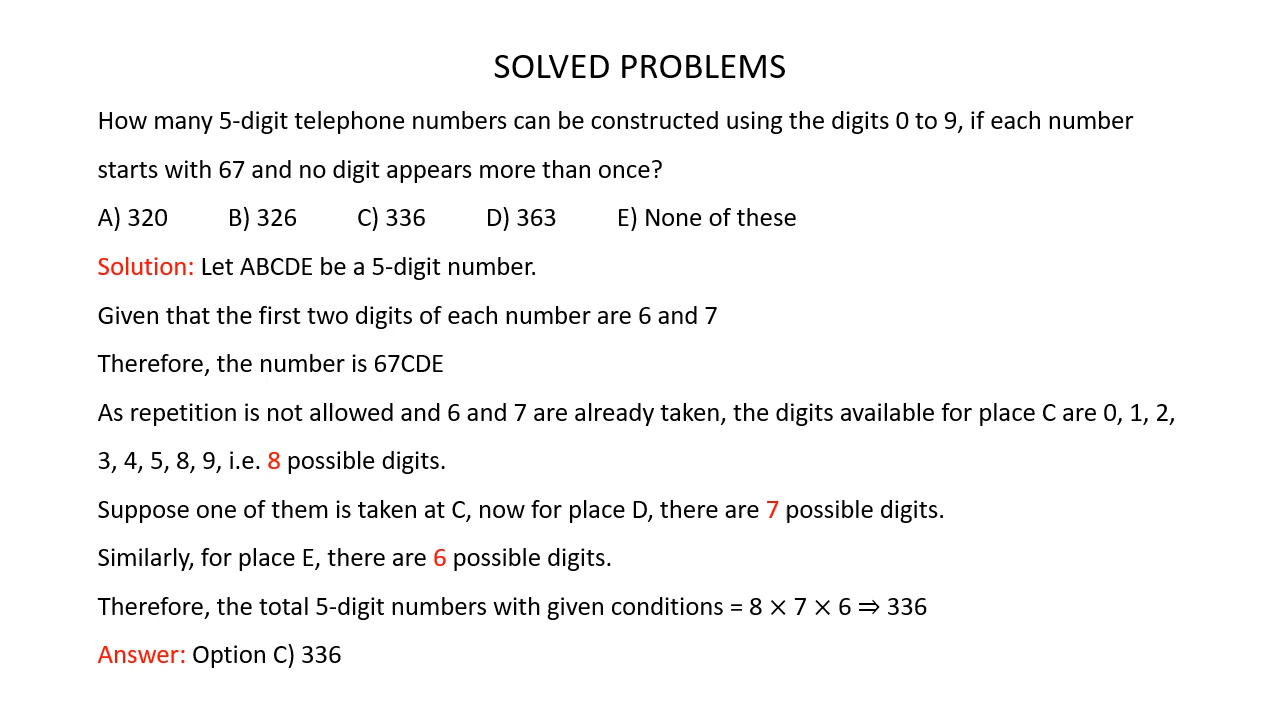 SOLVED PROBLEMS
How many 5-digit telephone numbers can be constructed using the digits 0 to 9, if each number
starts with 67 and no digit appears more than once?
A) 320 B) 326 C) 336 D) 363 E) None of these
Solution: Let ABCDE be a 5-digit number.
Given that the first two digits of each number are 6 and 7
Therefore, the number is 67CDE
As repetition is not allowed and 6 and 7 are already taken, the digits available for place C are 0, 1, 2,
3, 4, 5, 8, 9, i.e. 8 possible digits.
Suppose one of them is taken at C, now for place D, there are 7 possible digits.
Similarly, for place E, there are 6 possible digits.
Therefore, the total 5-digit numbers with given conditions = 8 × 7 × 6 ⇒ 336
Answer: Option C) 336